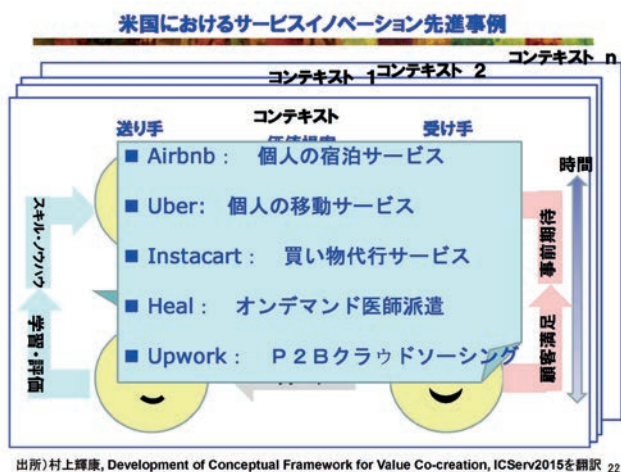 米国におけるサービスイノベーション先進事例
コンテキスト n
コンテキスト 2
コンテキスト 1
コンテキスト
送り手
受け手
時間
■ Airbnb： 個人の宿泊サービス
■ Uber: 個人の移動サービス
■ Instacart： 買い物代行サービス
■ Heal： オンデマンド医師派遣
■ Upwork： P2Bクラウドソーシング
スキル・ノウハウ
学習・評価
事前期待
顧客満足
出所)村上輝康, Development of Conceptual Framework for Value Co-creation, ICServ2015を翻訳
22